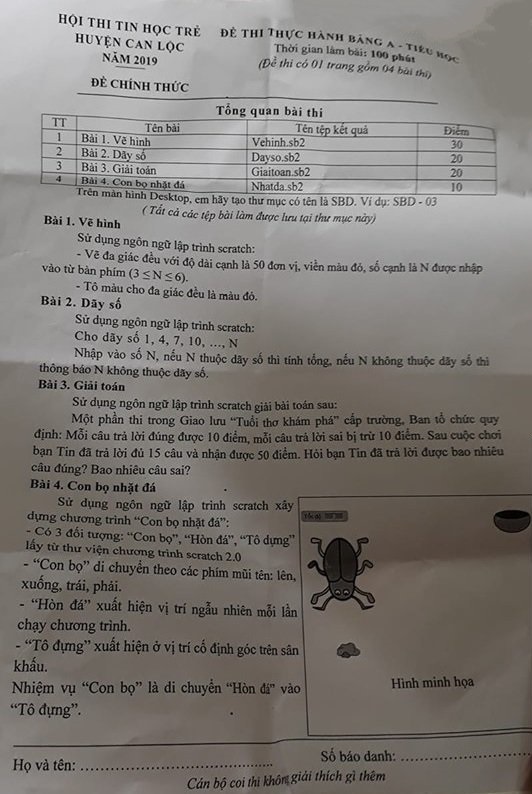 HỘI THI TIN HỌC TRẺ
HUYỆN CAN LỘC
NĂM 2019
ĐỀ CHÍNH THỨC
ĐỀ THI THỰC HÀNH BẢNG A - TIỂU HỌC
Thời gian làm bài: 100 phút
(Đề thi có 01 trang gồm 04 bài thi)
Tổng quan bài thi
TT Tên bài Tên tệp kết quả Điểm
1 Bài 1. Vẽ hình Vehinh.sb2 30
2 Bài 2. Dãy số Dayso.sb2 20
3 Bài 3. Giải toán Giaitoan.sb2 20
4 Bài 4. Con bọ nhặt đá Nhatda.sb2 10
Trên màn hình Desktop, em hãy tạo thư mục có tên là SBD. Ví dụ: SBD - 03
( Tất cả các tệp bài làm được lưu tại thư mục này)
Bài 1. Vẽ hình
Sử dụng ngôn ngữ lập trình scratch:
- Vẽ đa giác đều với độ dài cạnh là 50 đơn vị, viền màu đỏ, số cạnh là N được nhập
vào từ bàn phím (3 ≤ N ≤ 6).
- Tô màu cho đa giác đều là màu đỏ.
Bài 2. Dãy số
Sử dụng ngôn ngữ lập trình scratch:
Cho dãy số 1, 4, 7, 10, ..., N
Nhập vào số N, nếu N thuộc dãy số thì tính tổng, nếu N không thuộc dãy số thì
thông báo N không thuộc dãy số.
Bài 3. Giải toán
Sử dụng ngôn ngữ lập trình scratch giải bài toán sau:
Một phần thi trong Giao lưu “Tuổi thơ khám phá” cấp trường, Ban tổ chức quy
định: Mỗi câu trả lời đúng được 10 điểm, mỗi câu trả lời sai bị trừ 10 điểm. Sau cuộc chơi
bạn Tin đã trả lời đủ 15 câu và nhận được 50 điểm. Hỏi bạn Tin đã trả lời được bao nhiêu
câu đúng? Bao nhiêu câu sai?
Bài 4. Con bọ nhặt đá
Sử dụng ngôn ngữ lập trình scratch xây
dựng chương trình “Con bọ nhặt đá”:
- Có 3 đối tượng: “Con bọ”, “Hòn đá”, “Tô đựng”
lấy từ thư viện chương trình scratch 2.0
- “Con bọ” di chuyển theo các phím mũi tên: lên,
xuống, trái, phải.
- “Hòn đá” xuất hiện vị trí ngẫu nhiên mỗi lần
chạy chương trình.
- “Tô đựng” xuất hiện ở vị trí cố định góc trên sân
khấu.
Nhiệm vụ “Con bọ” là di chuyển “Hòn đá” vào
“Tô đựng”.
Hình minh họa
Họ và tên: ........................................
Số báo danh: ........................
Cán bộ coi thi không giải thích gì thêm